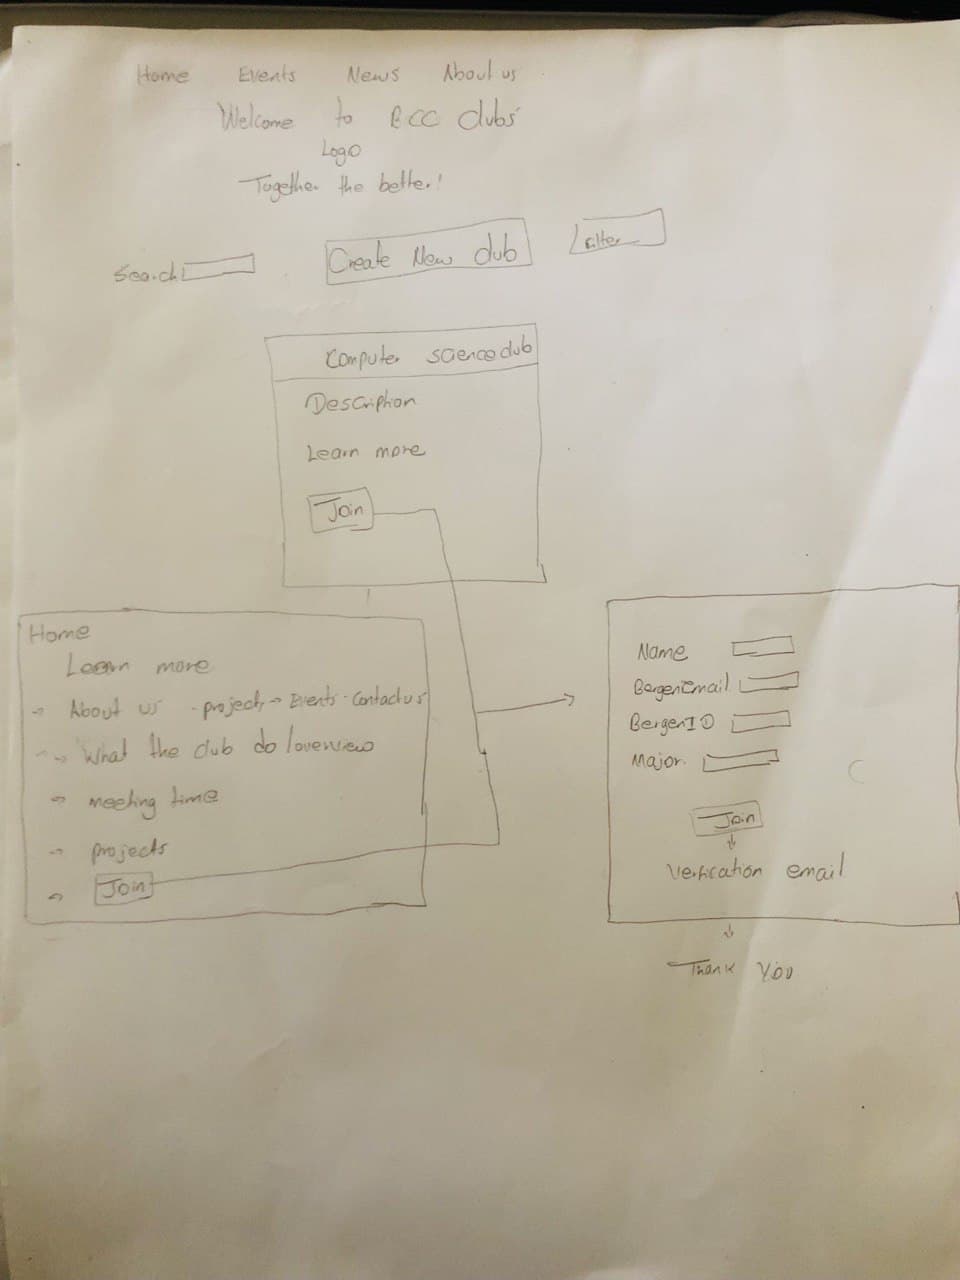 Home Events News About us
Welcome to BCC clubs
Logo
Together the better!
Search Create New club Filter
Computer science club
Description
Learn more
Join
Home
Learn more
→ About us - projects → Events - Contact us
→ What the club do / overview
→ meeting time
→ projects
→ Join
Name
BergenEmail
BergenID
Major
Join
Verfication email
Thank You